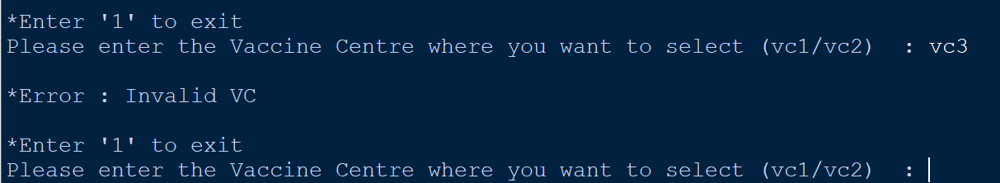 *Enter '1' to exit
Please enter the Vaccine Centre where you want to select (vc1/vc2)  : vc3
*Error : Invalid VC
*Enter '1' to exit
Please enter the Vaccine Centre where you want to select (vc1/vc2)  :